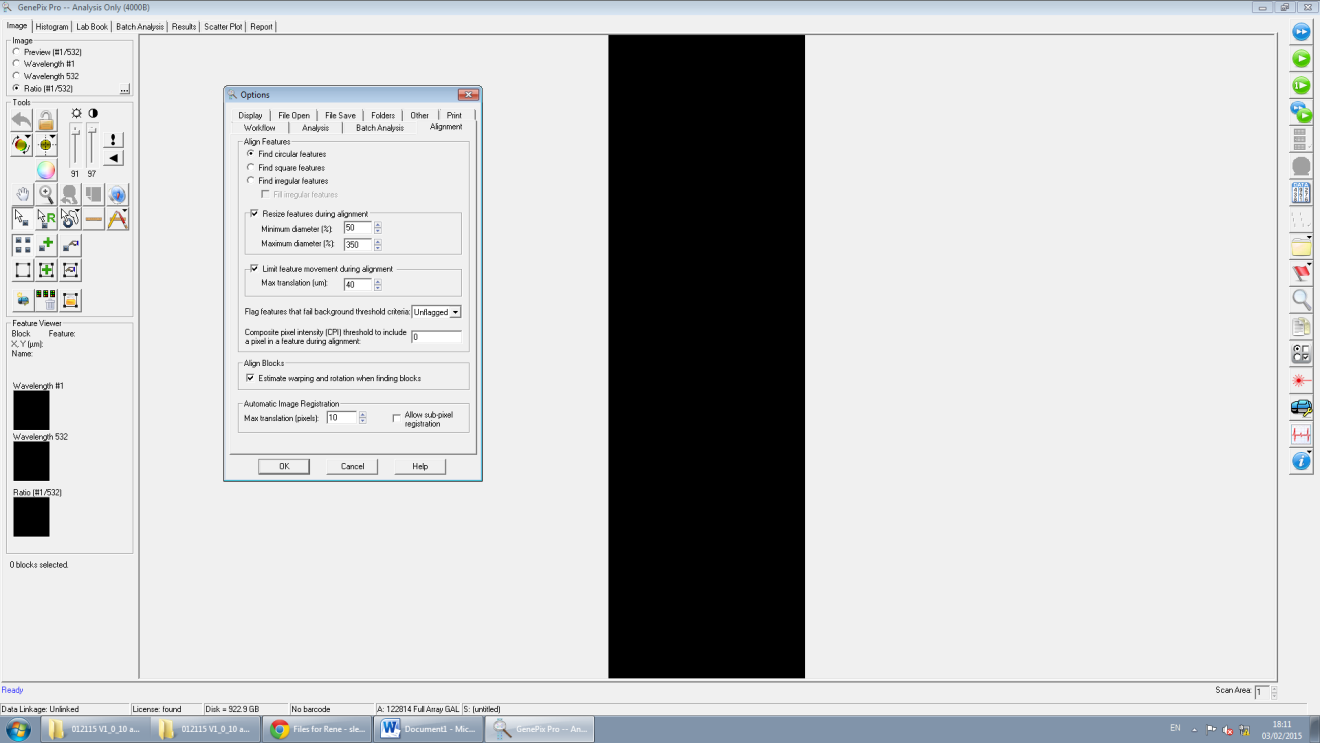 GenePix Pro -- Analysis Only (4000B)
Image Histogram Lab Book Batch Analysis Results Scatter Plot Report
Image
Preview (#1/532)
Wavelength #1
Wavelength 532
Ratio (#1/532)
...
Tools
91 97
Feature Viewer
Block Feature:
X, Y (µm):
Name:
Wavelength #1
Wavelength 532
Ratio (#1/532)
0 blocks selected.
Options
Display File Open File Save Folders Other Print
Workflow Analysis Batch Analysis Alignment
Align Features
Find circular features
Find square features
Find irregular features
Fill irregular features
Resize features during alignment
Minimum diameter (%): 50
Maximum diameter (%): 350
Limit feature movement during alignment
Max translation (um): 40
Flag features that fail background threshold criteria: Unflagged
Composite pixel intensity (CPI) threshold to include
a pixel in a feature during alignment: 0
Align Blocks
Estimate warping and rotation when finding blocks
Automatic Image Registration
Max translation (pixels): 10
Allow sub-pixel
registration
OK Cancel Help
DATA
Ready
Scan Area: 1
Data Linkage: Unlinked License: found Disk = 922.9 GB No barcode A: 122814 Full Array GAL S: (untitled)
012115 V1_0_10 a... 012115 V1_0_10 a... Files for Rene - sle... Document1 - Mic... GenePix Pro -- An...
EN
18:11
03/02/2015